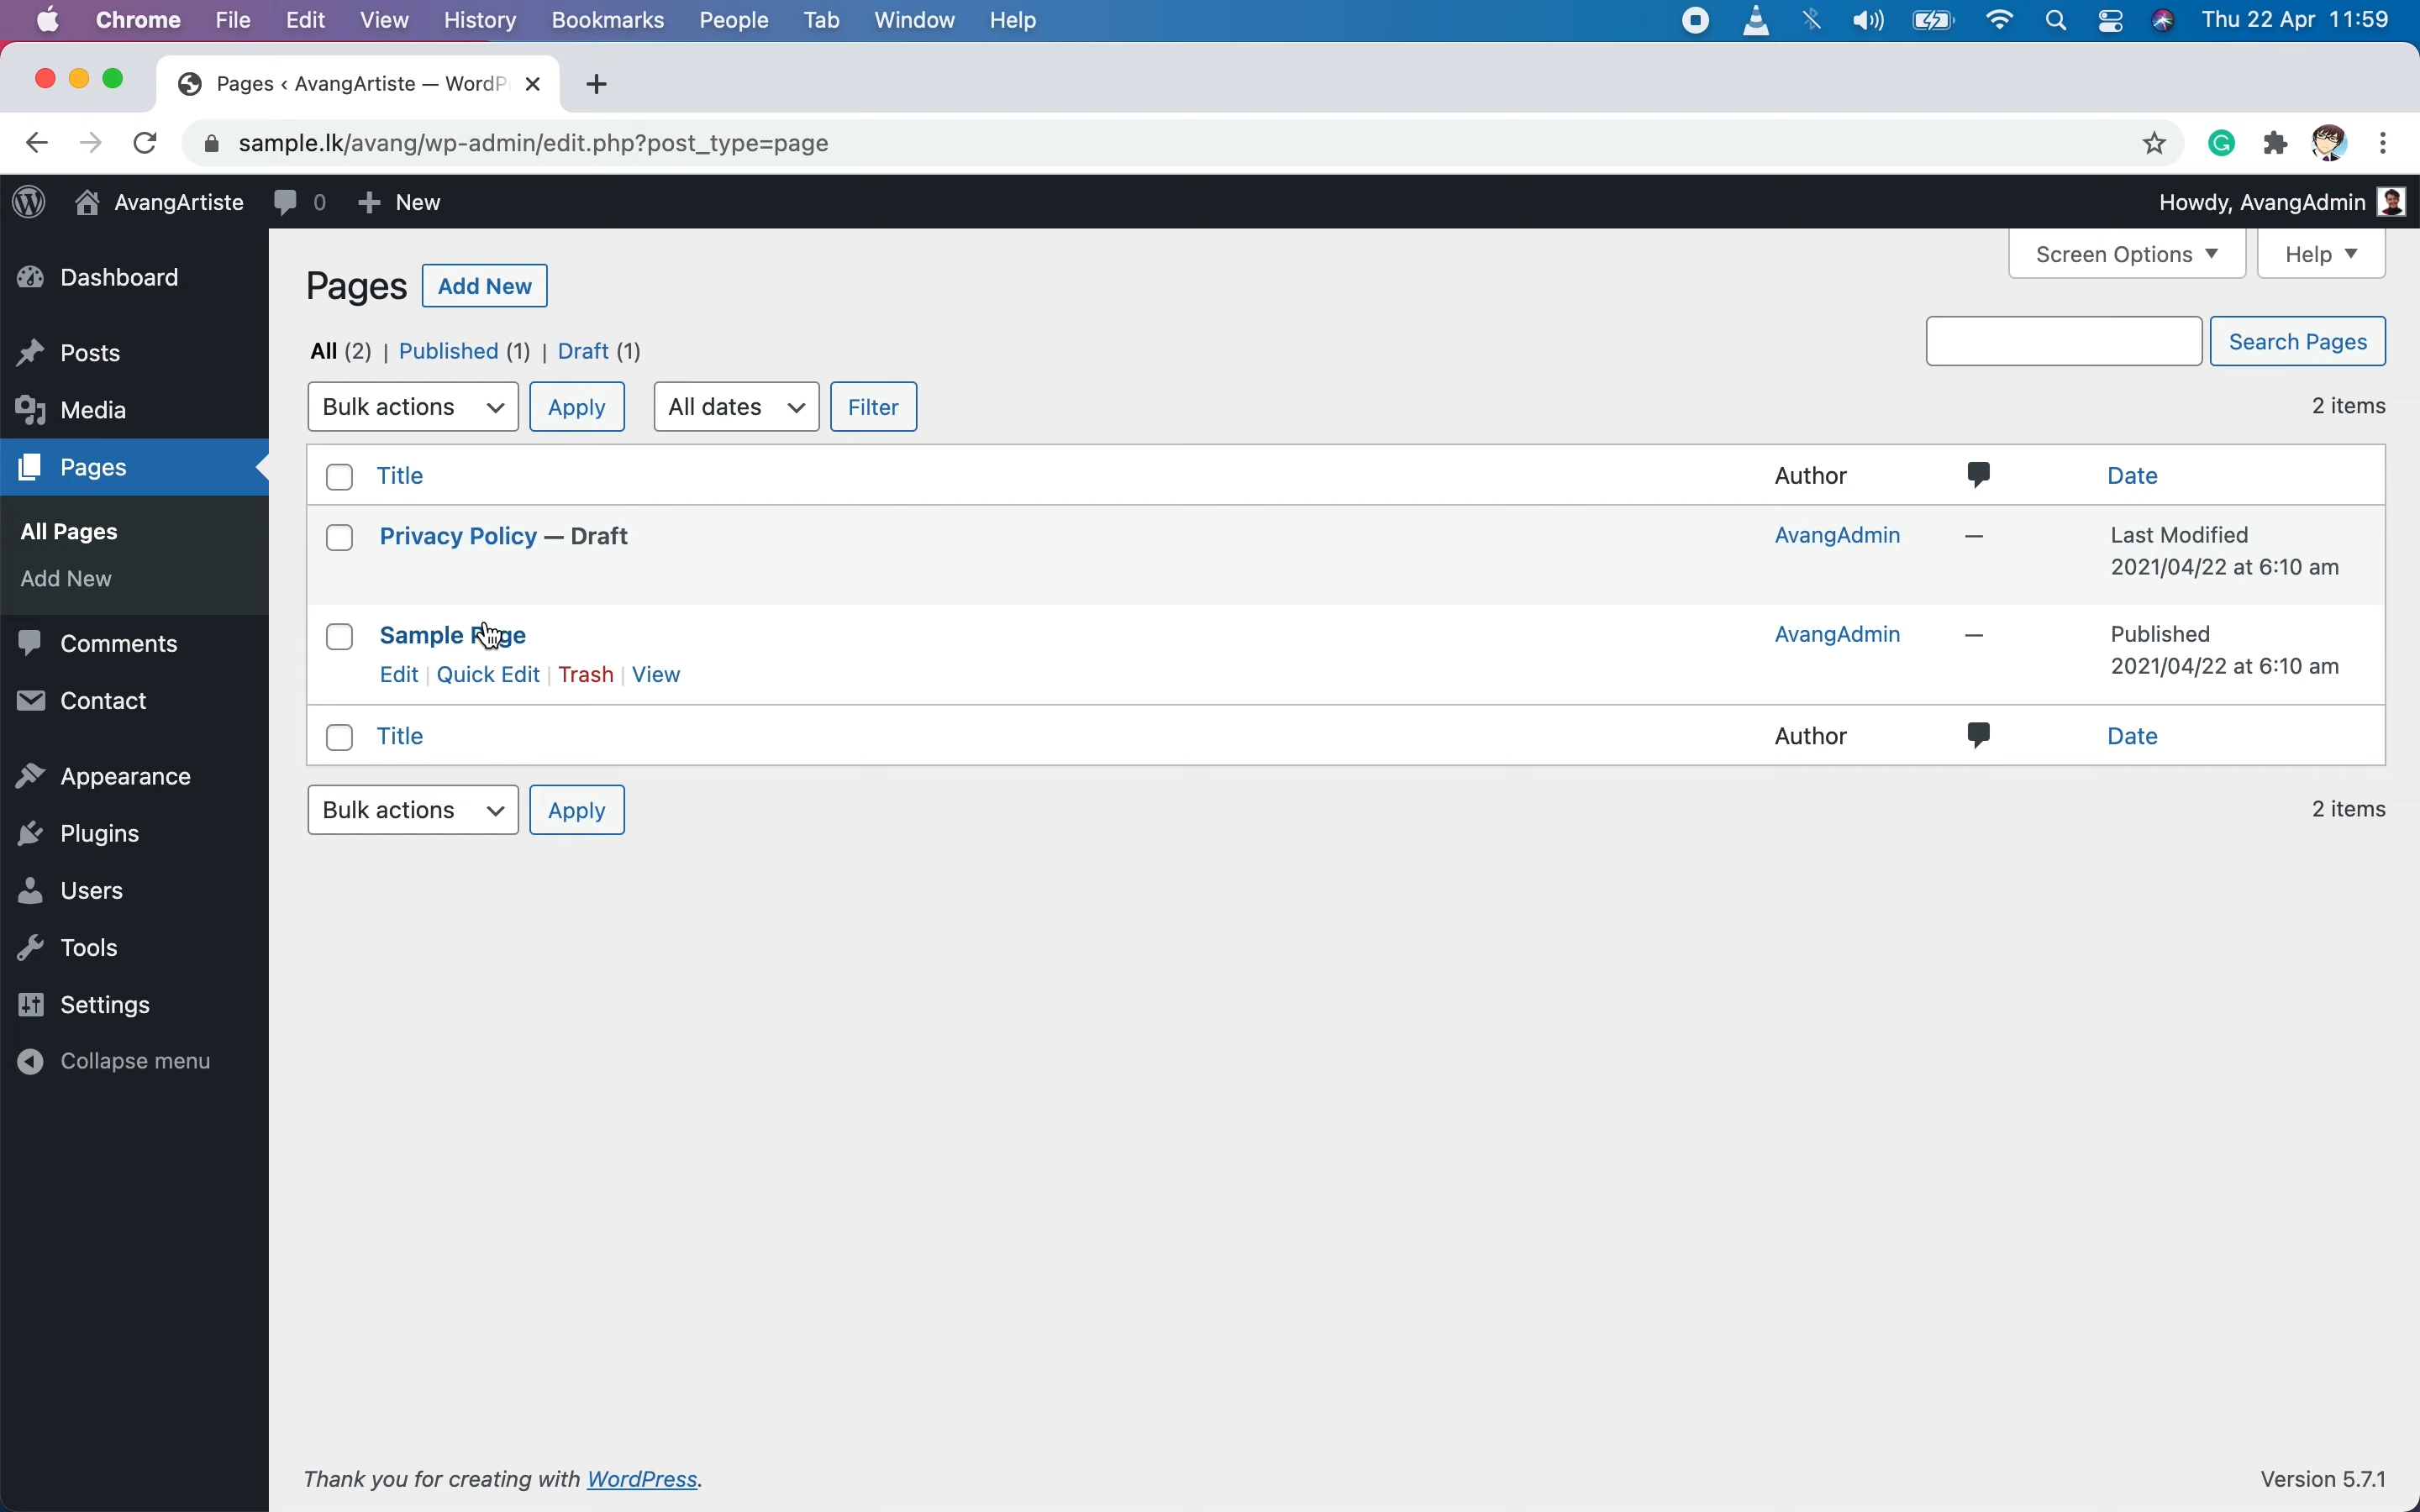 Chrome File Edit View History Bookmarks People Tab Window Help Thu 22 Apr 11:59
Pages ‹ AvangArtiste — WordP
sample.lk/avang/wp-admin/edit.php?post_type=page
AvangArtiste 0 New Howdy, AvangAdmin
Screen Options Help
Dashboard
Posts
Media
Pages
All Pages
Add New
Comments
Contact
Appearance
Plugins
Users
Tools
Settings
Collapse menu
Pages Add New
All (2) | Published (1) | Draft (1)
Search Pages
Bulk actions Apply All dates Filter 2 items
Title Author Date
Privacy Policy — Draft AvangAdmin — Last Modified
2021/04/22 at 6:10 am
Sample Page AvangAdmin — Published
Edit | Quick Edit | Trash | View 2021/04/22 at 6:10 am
Title Author Date
Bulk actions Apply 2 items
Thank you for creating with WordPress. Version 5.7.1